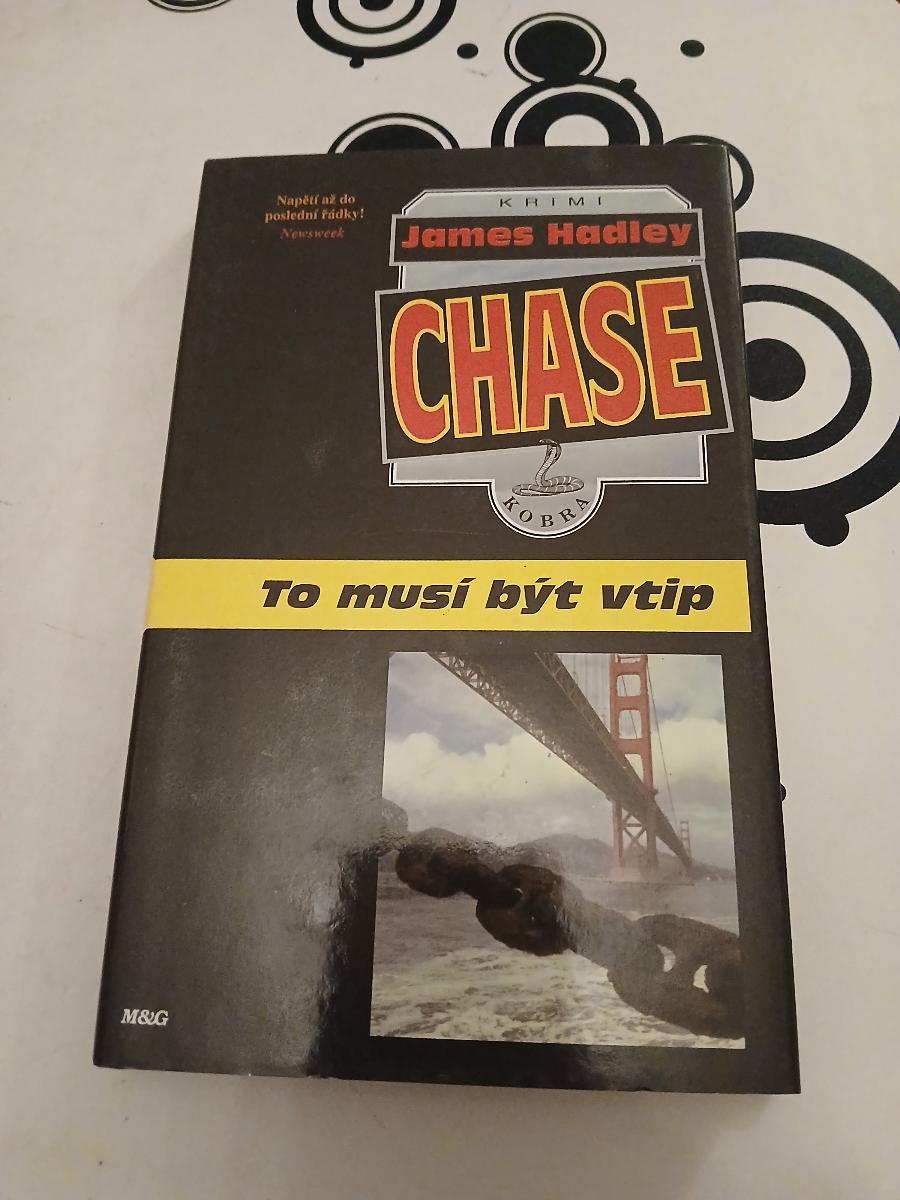 Napětí až do
poslední řádky!
Newsweek
KRIMI
James Hadley
CHASE
KOBRA
To musí být vtip
M&G